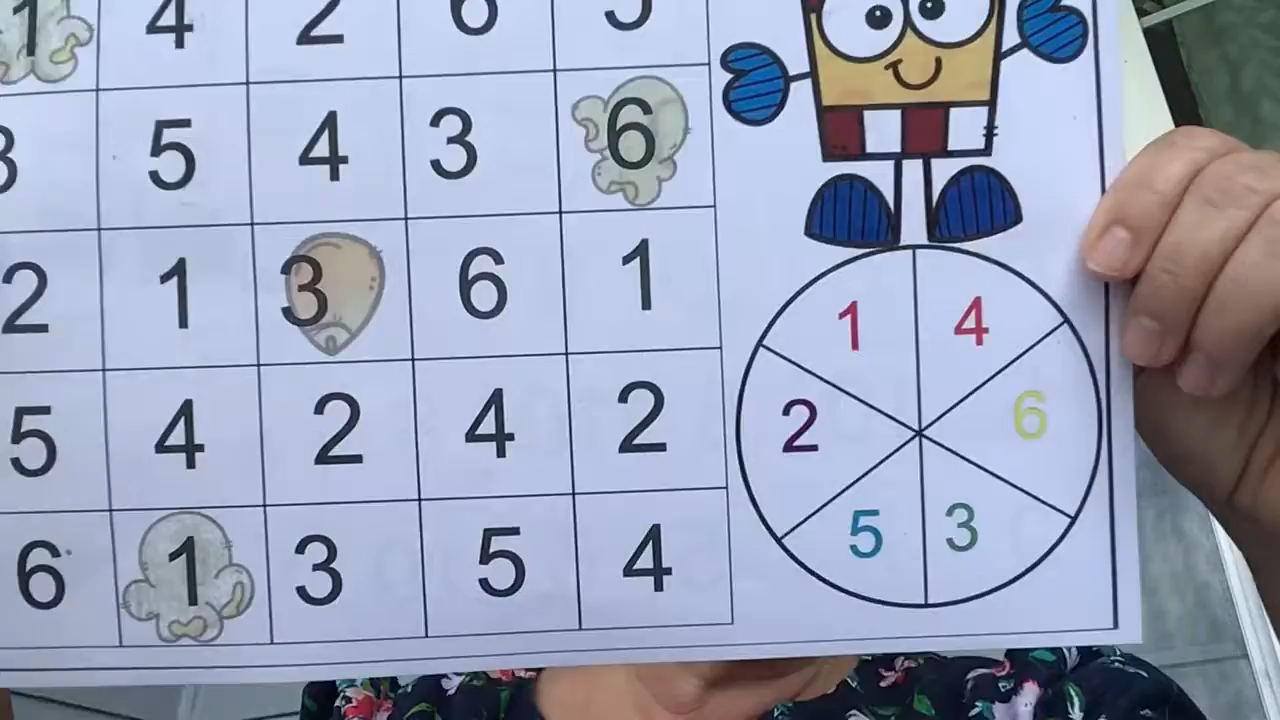 1 4 2 6 5
3 5 4 3 6
2 1 3 6 1
5 4 2 4 2
6 1 3 5 4
1 4
2 6
5 3